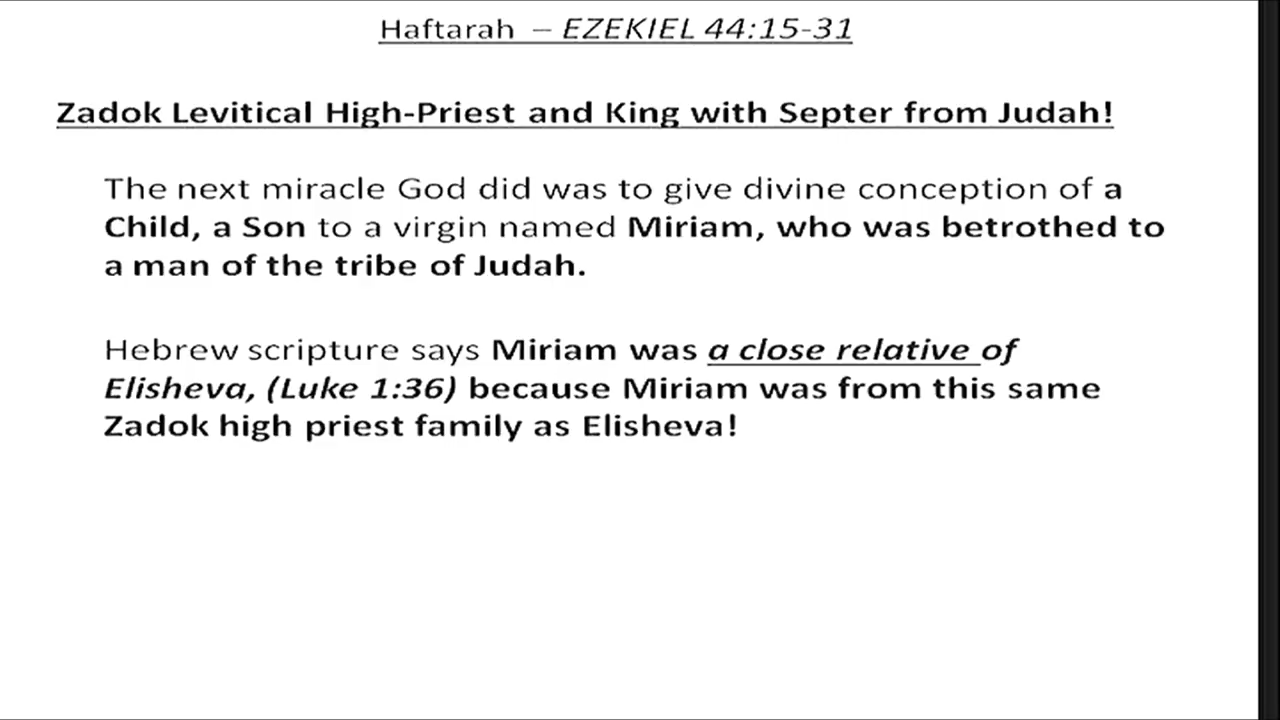 Haftarah – EZEKIEL 44:15-31
Zadok Levitical High-Priest and King with Septer from Judah!
The next miracle God did was to give divine conception of a
Child, a Son to a virgin named Miriam, who was betrothed to
a man of the tribe of Judah.
Hebrew scripture says Miriam was a close relative of
Elisheva, (Luke 1:36) because Miriam was from this same
Zadok high priest family as Elisheva!